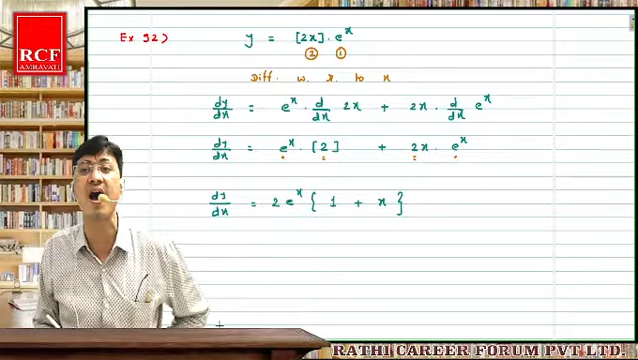 Ex 92) y = [2x] . e^x
② ①
Diff. w. r. to x
dy/dx = e^x . d/dx 2x + 2x . d/dx e^x
dy/dx = e^x . [2] + 2x . e^x
dy/dx = 2e^x { 1 + x }
RCF
AMRAVATI
RATHI CAREER FORUM PVT LTD.